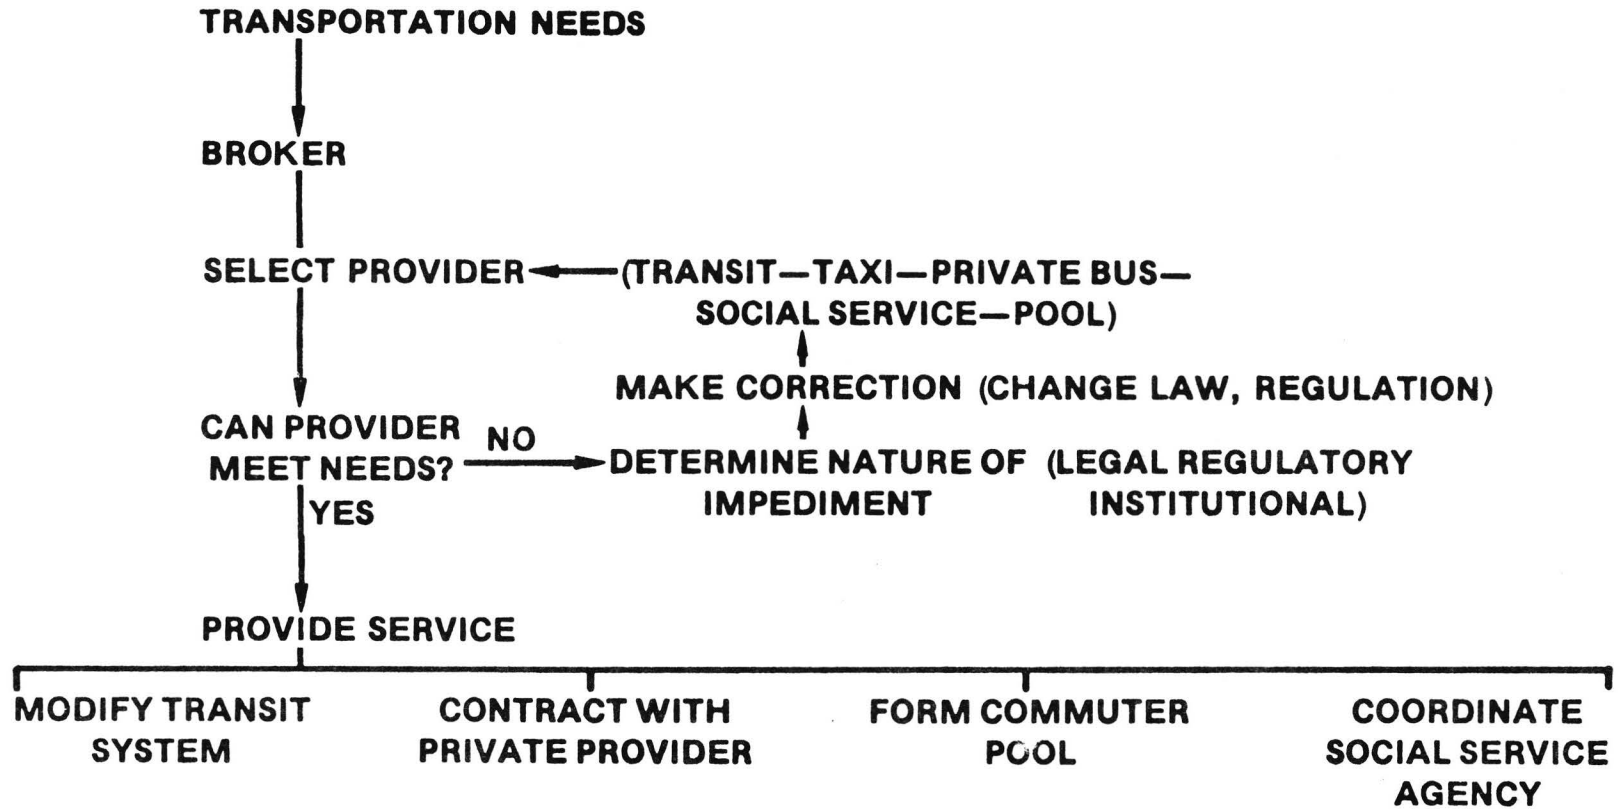 TRANSPORTATION NEEDS
BROKER
SELECT PROVIDER
(TRANSIT—TAXI—PRIVATE BUS—
SOCIAL SERVICE—POOL)
MAKE CORRECTION (CHANGE LAW, REGULATION)
CAN PROVIDER
MEET NEEDS?
NO
DETERMINE NATURE OF
IMPEDIMENT
(LEGAL REGULATORY
INSTITUTIONAL)
YES
PROVIDE SERVICE
MODIFY TRANSIT
SYSTEM
CONTRACT WITH
PRIVATE PROVIDER
FORM COMMUTER
POOL
COORDINATE
SOCIAL SERVICE
AGENCY